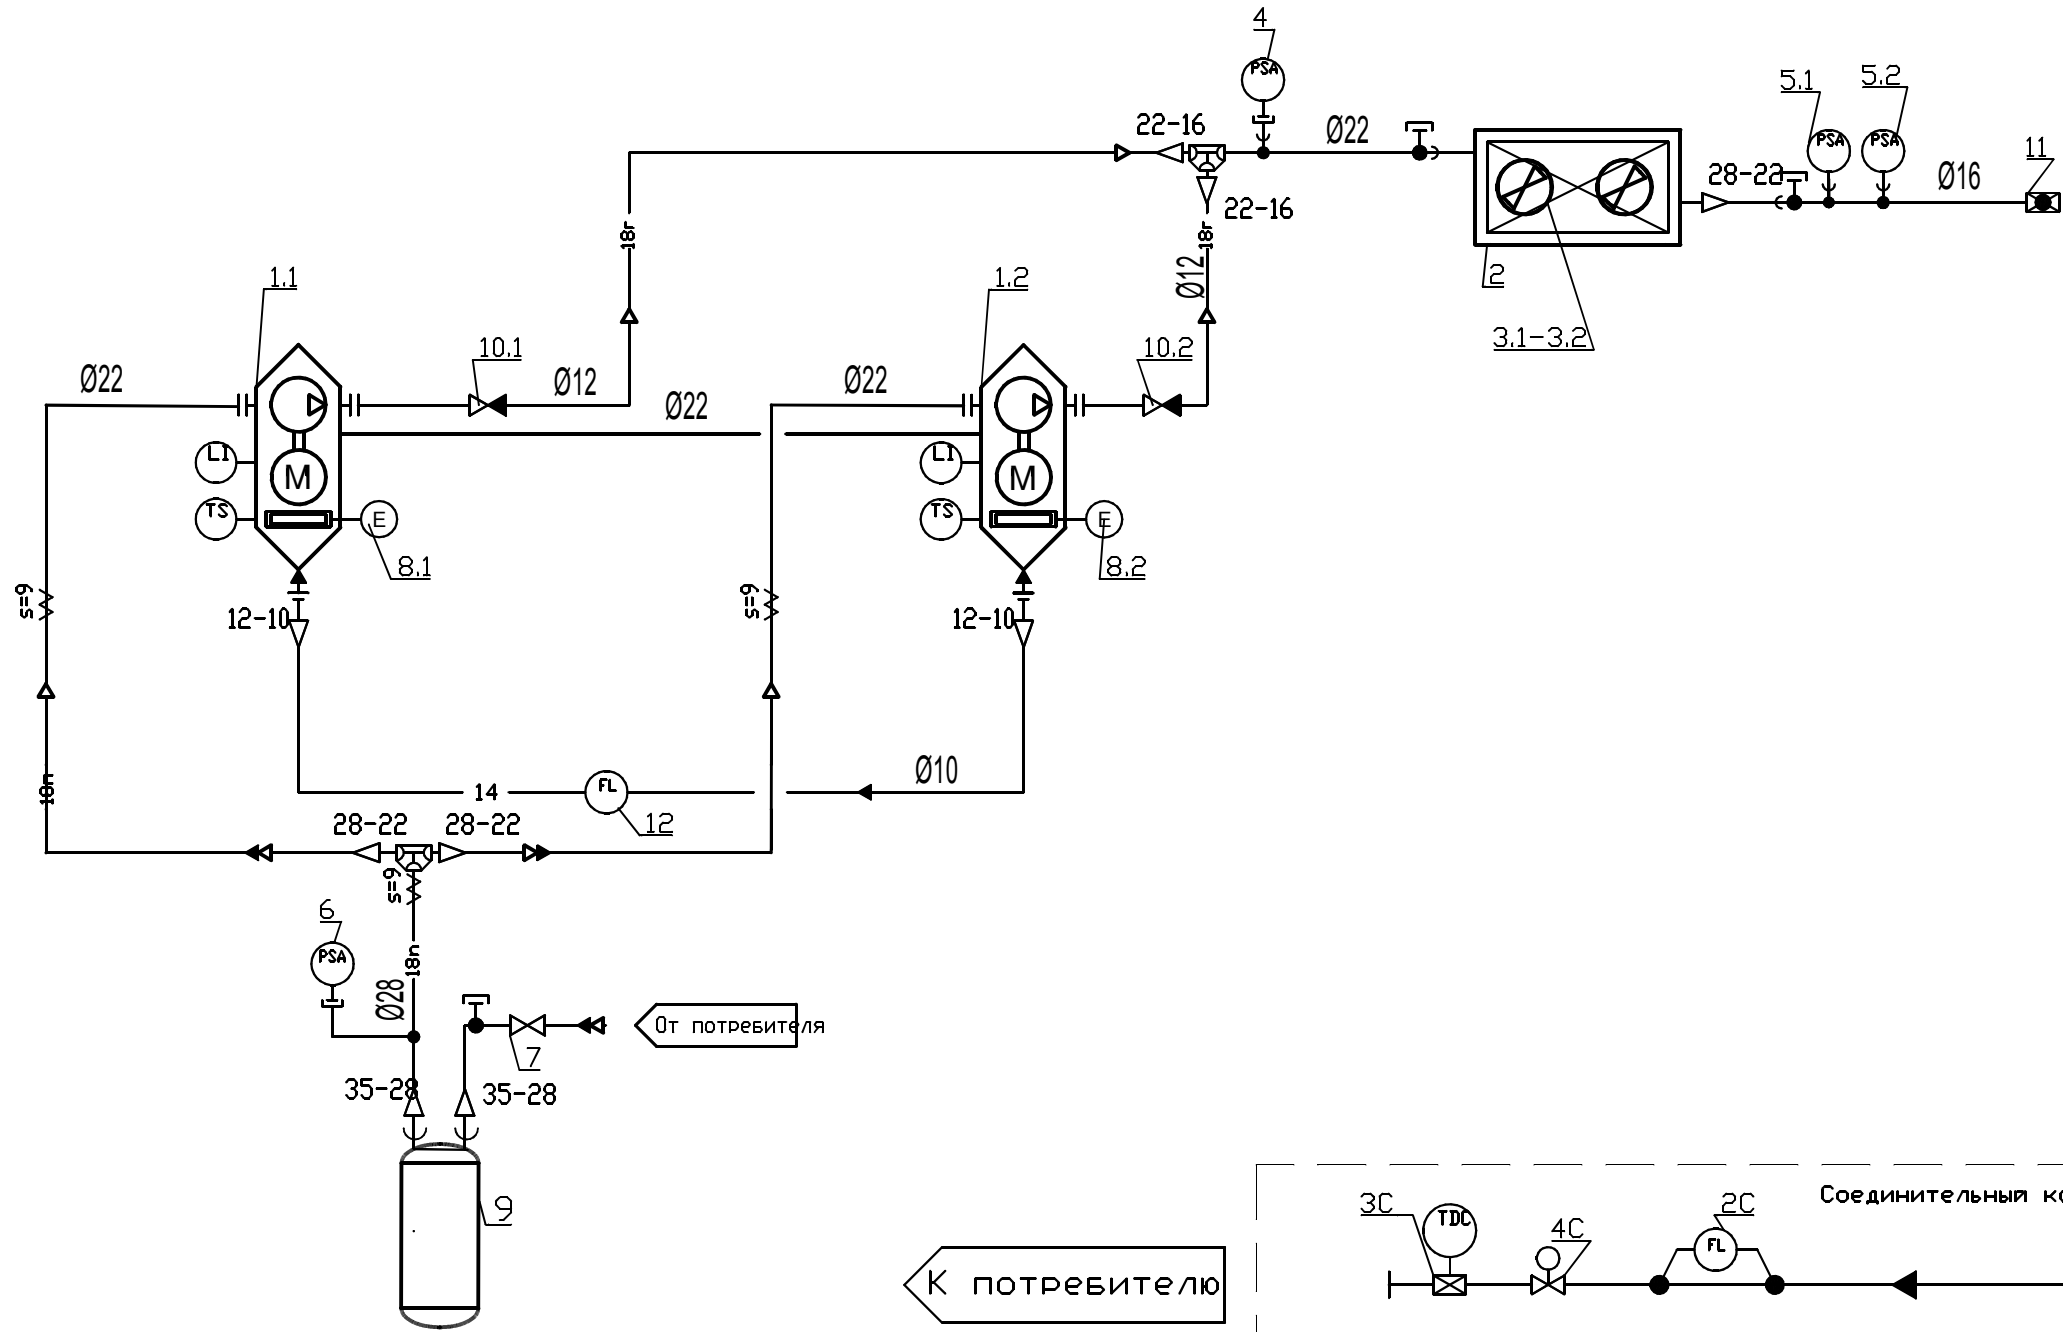 4
PSA
5.1
5.2
PSA
PSA
22-16
Ø22
28-22
Ø16
11
22-16
18г
18г
Ø12
2
3.1-3.2
1.1
1.2
10.1
10.2
Ø22
Ø12
Ø22
Ø22
LI
M
TS
E
8.1
LI
M
TS
E
8.2
s=9
s=9
12-10
12-10
18п
14
FL
12
Ø10
28-22
28-22
s=9
6
PSA
18п
Ø28
От потребителя
7
35-28
35-28
9
К потребителю
Соединительный
3C
TDC
4C
2C
FL